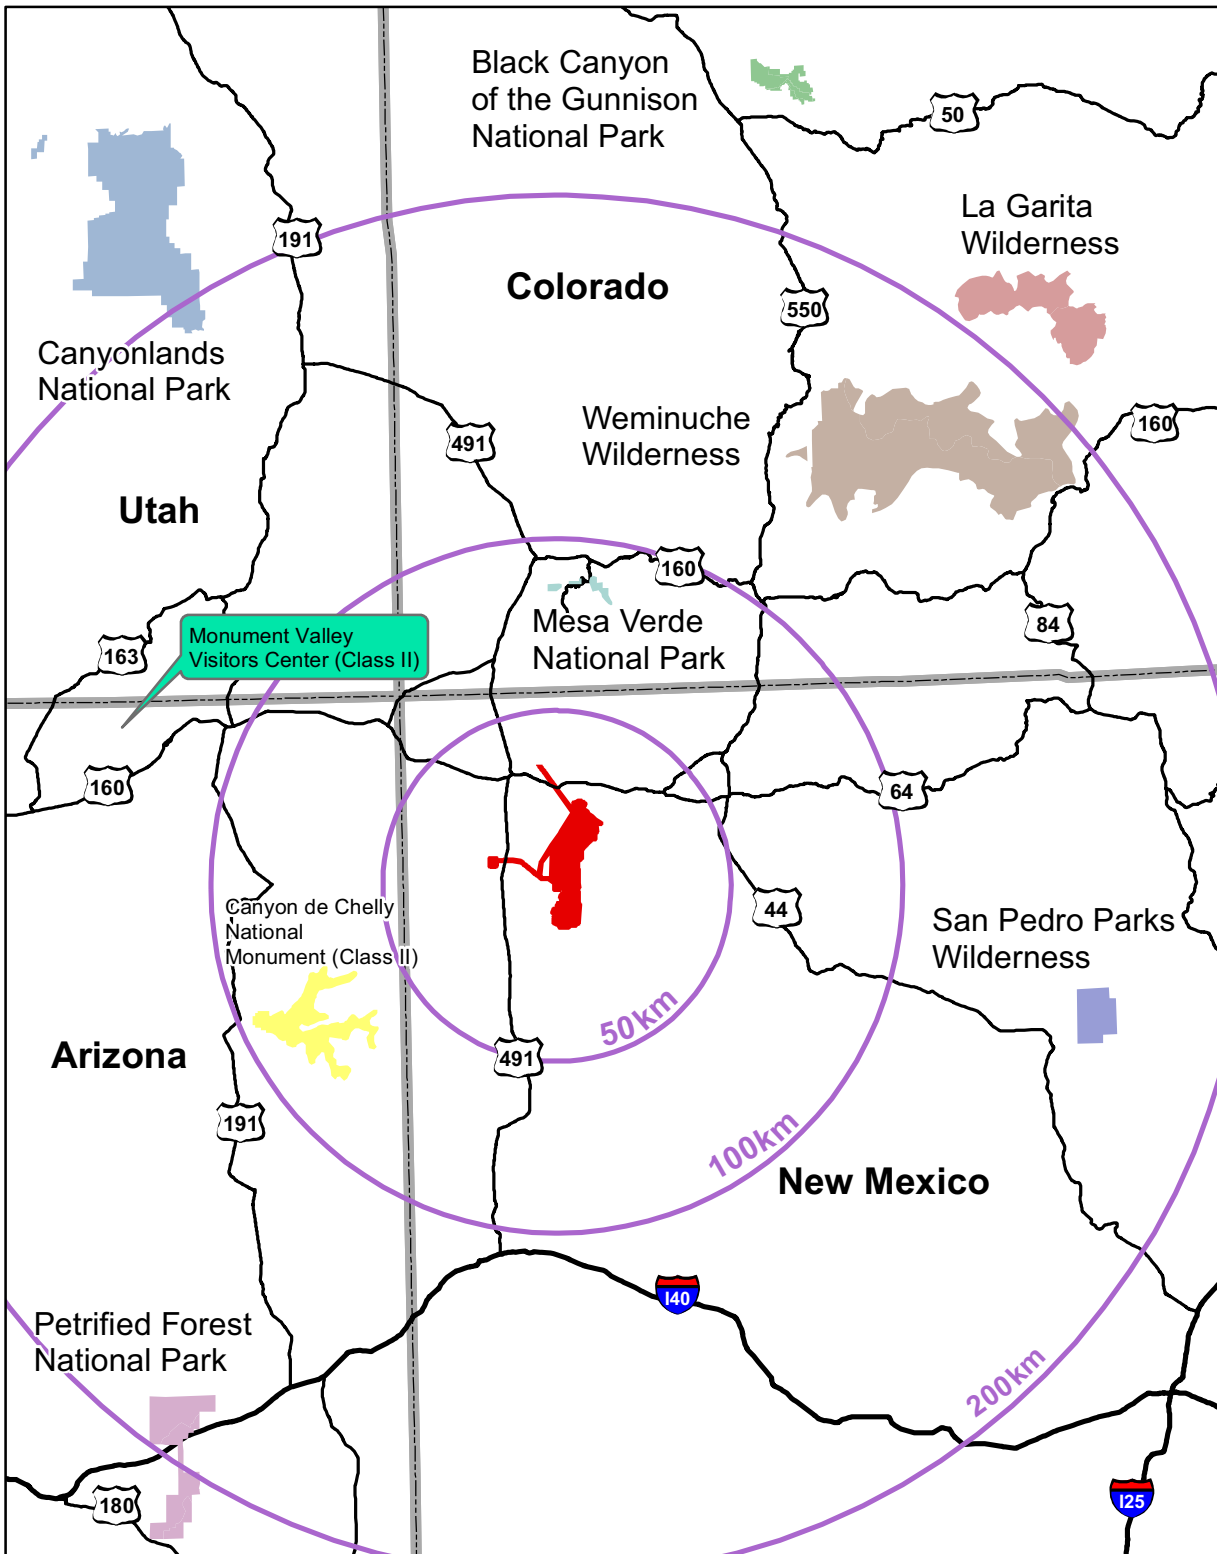 Black Canyon
of the Gunnison
National Park
50
La Garita
Wilderness
191
Colorado
550
Canyonlands
National Park
Weminuche
Wilderness
491
160
Utah
160
Mesa Verde
National Park
84
163
Monument Valley
Visitors Center (Class II)
160
64
Canyon de Chelly
National
Monument (Class II)
44
San Pedro Parks
Wilderness
50km
Arizona
491
191
100km
New Mexico
I40
Petrified Forest
National Park
200km
180
I25